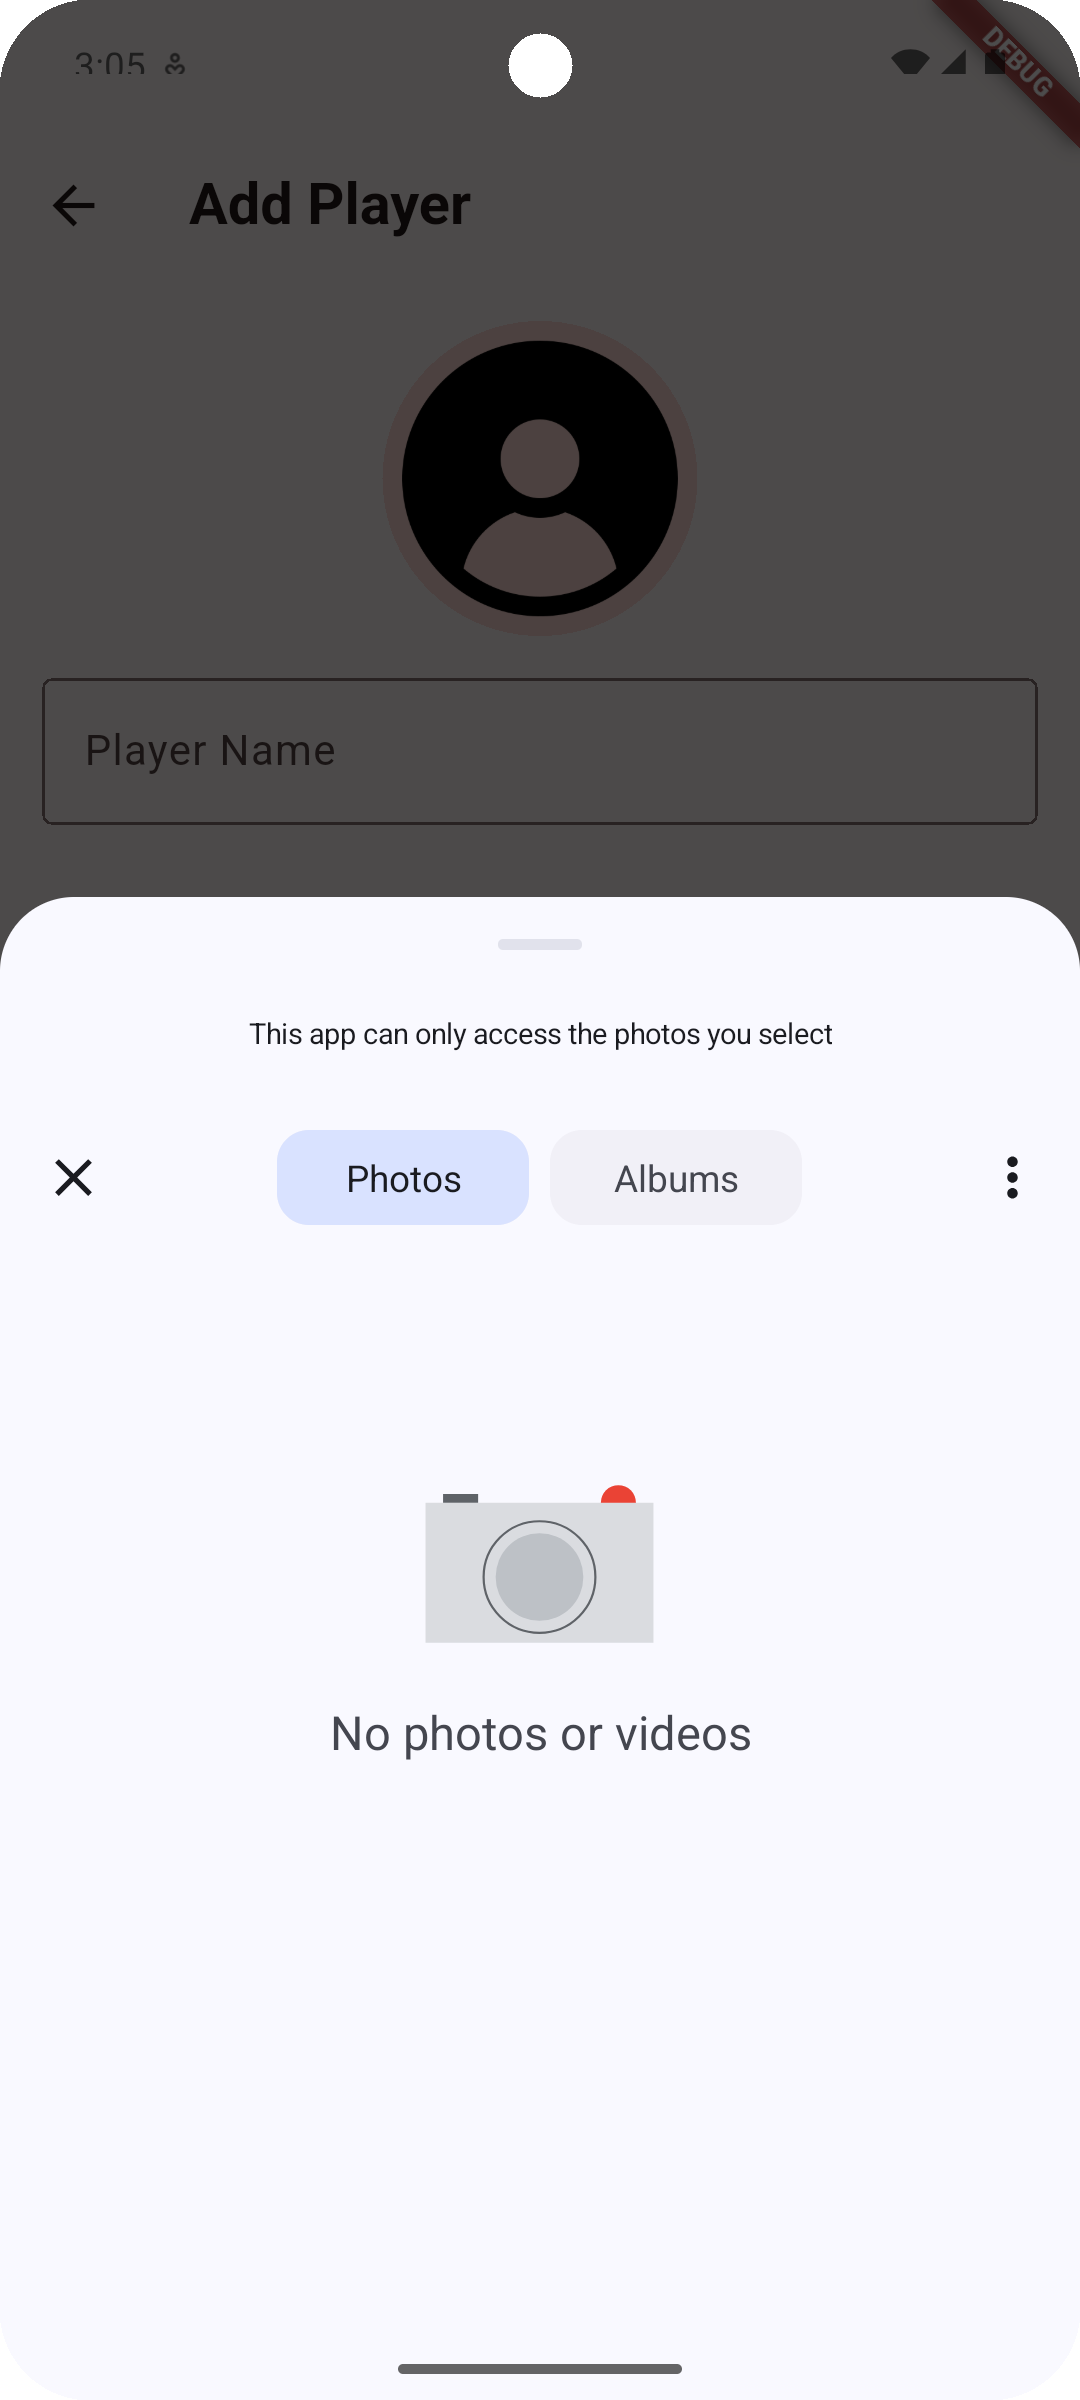 3:05
DEBUG
Add Player
Player Name
This app can only access the photos you select
Photos
Albums
No photos or videos